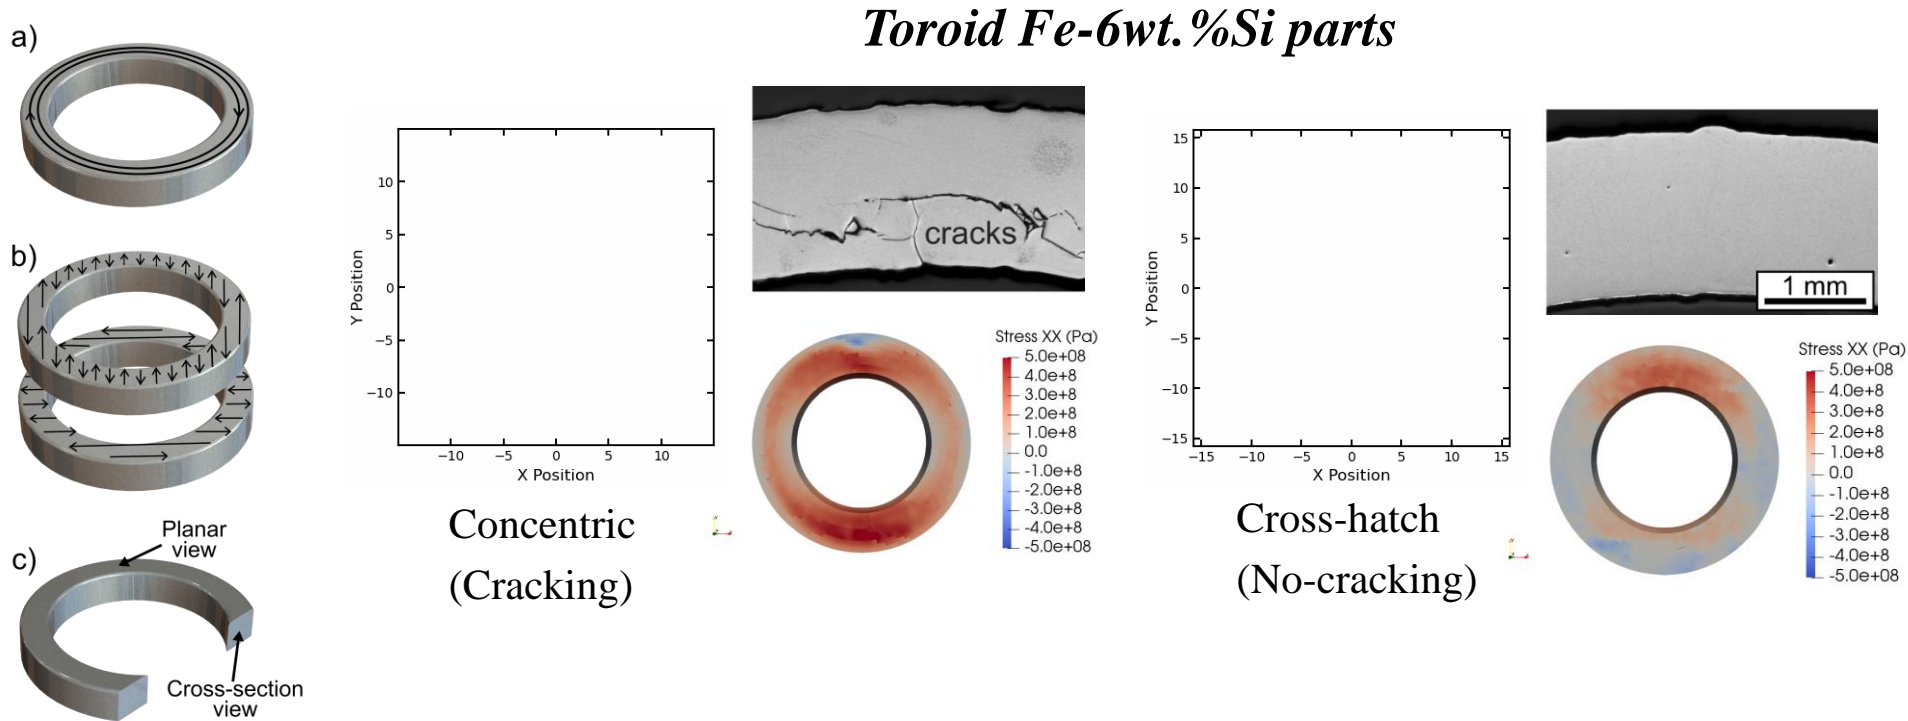 Toroid Fe-6wt.%Si parts
a)
b)
c)
Planar
view
Cross-section
view
10
5
0
−5
−10
Y Position
−10
−5
0
5
10
X Position
Concentric
(Cracking)
cracks
Stress XX (Pa)
5.0e+08
4.0e+8
3.0e+8
2.0e+8
1.0e+8
0.0
-1.0e+8
-2.0e+8
-3.0e+8
-4.0e+8
-5.0e+08
15
10
5
0
−5
−10
−15
Y Position
−15
−10
−5
0
5
10
15
X Position
Cross-hatch
(No-cracking)
1 mm
Stress XX (Pa)
5.0e+08
4.0e+8
3.0e+8
2.0e+8
1.0e+8
0.0
-1.0e+8
-2.0e+8
-3.0e+8
-4.0e+8
-5.0e+08